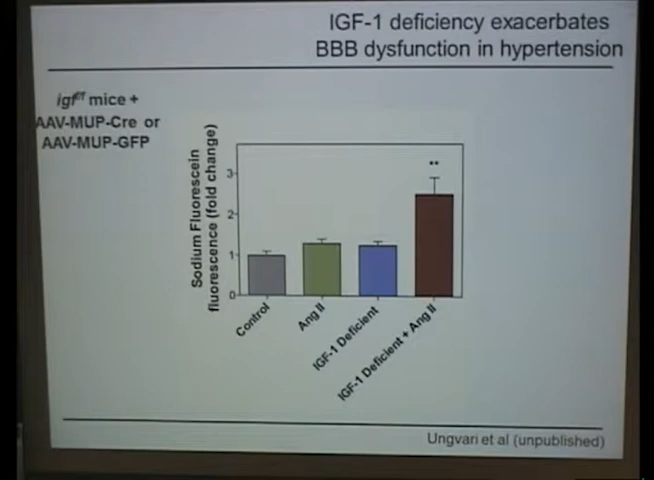 IGF-1 deficiency exacerbates
BBB dysfunction in hypertension
igf^f/f mice +
AAV-MUP-Cre or
AAV-MUP-GFP
Sodium Fluorescein
fluorescence (fold change)
3
2
1
0
**
Control
Ang II
IGF-1 Deficient
IGF-1 Deficient + Ang II
Ungvari et al (unpublished)